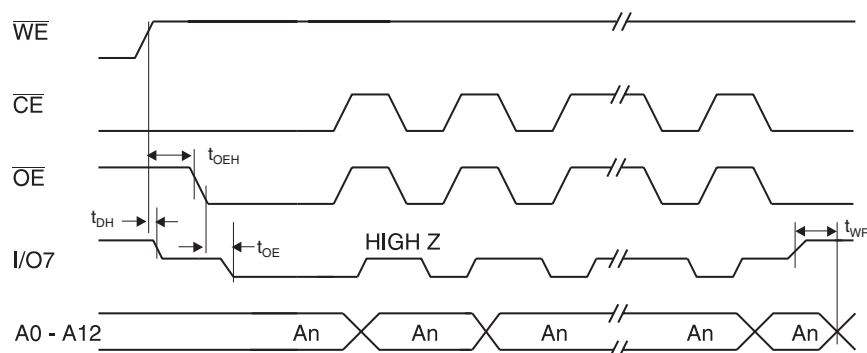 WE
CE
OE
tOEH
tDH
tOE
HIGH Z
tWR
I/O7
A0 - A12
An
An
An
An
An